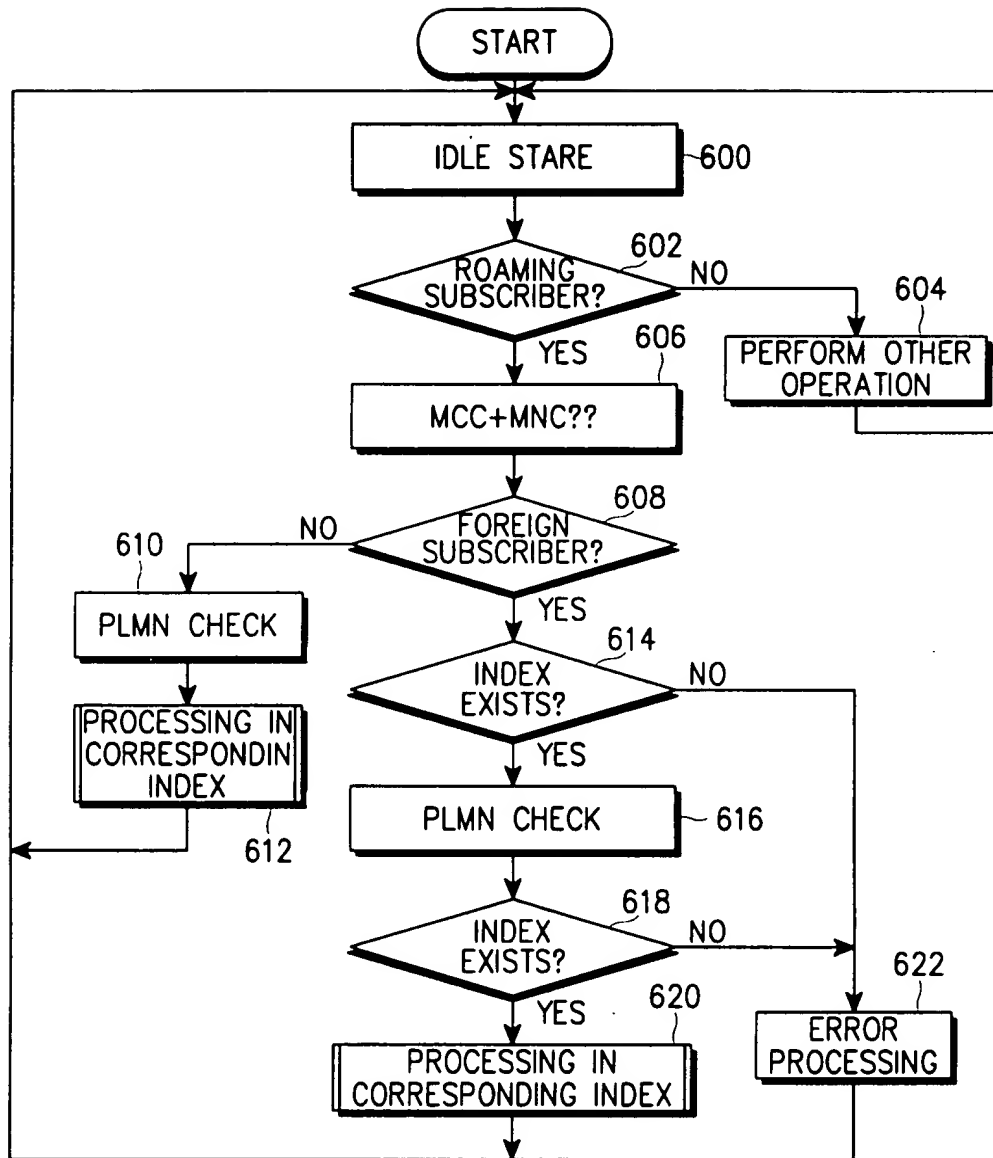 START
IDLE STARE
600
602
ROAMING
SUBSCRIBER?
NO
YES
604
PERFORM OTHER
OPERATION
606
MCC+MNC??
608
FOREIGN
SUBSCRIBER?
NO
YES
610
PLMN CHECK
PROCESSING IN
CORRESPONDIN
INDEX
612
614
INDEX
EXISTS?
NO
YES
PLMN CHECK
616
618
INDEX
EXISTS?
NO
YES
620
PROCESSING IN
CORRESPONDING INDEX
622
ERROR
PROCESSING